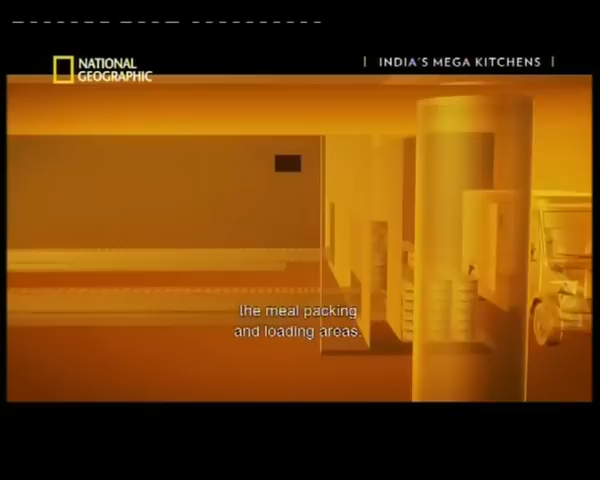 NATIONAL
GEOGRAPHIC
INDIA'S MEGA KITCHENS
the meal packing
and loading areas.